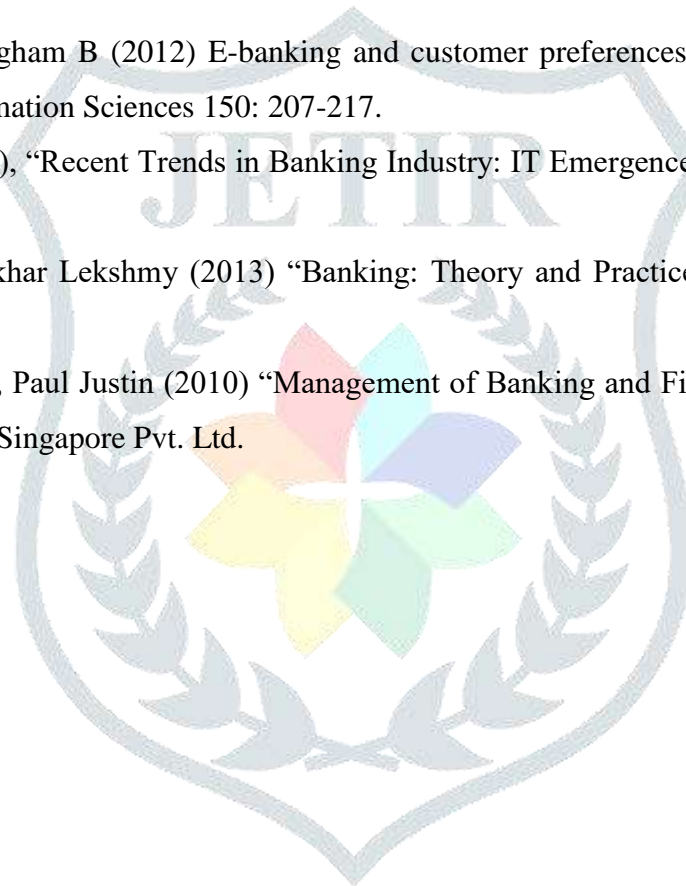 gham B (2012) E-banking and customer preferences
mation Sciences 150: 207-217.
), “Recent Trends in Banking Industry: IT Emergence
JETIR
khar Lekshmy (2013) “Banking: Theory and Practice
, Paul Justin (2010) “Management of Banking and Fi
Singapore Pvt. Ltd.